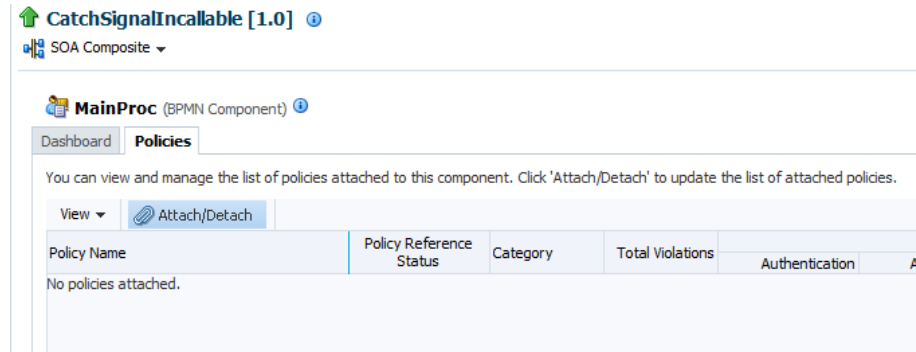 CatchSignalIncallable [1.0]
SOA Composite
MainProc (BPMN Component)
Dashboard Policies
You can view and manage the list of policies attached to this component. Click 'Attach/Detach' to update the list of attached policies.
View Attach/Detach
Policy Name Policy Reference Status Category Total Violations Authentication
No policies attached.